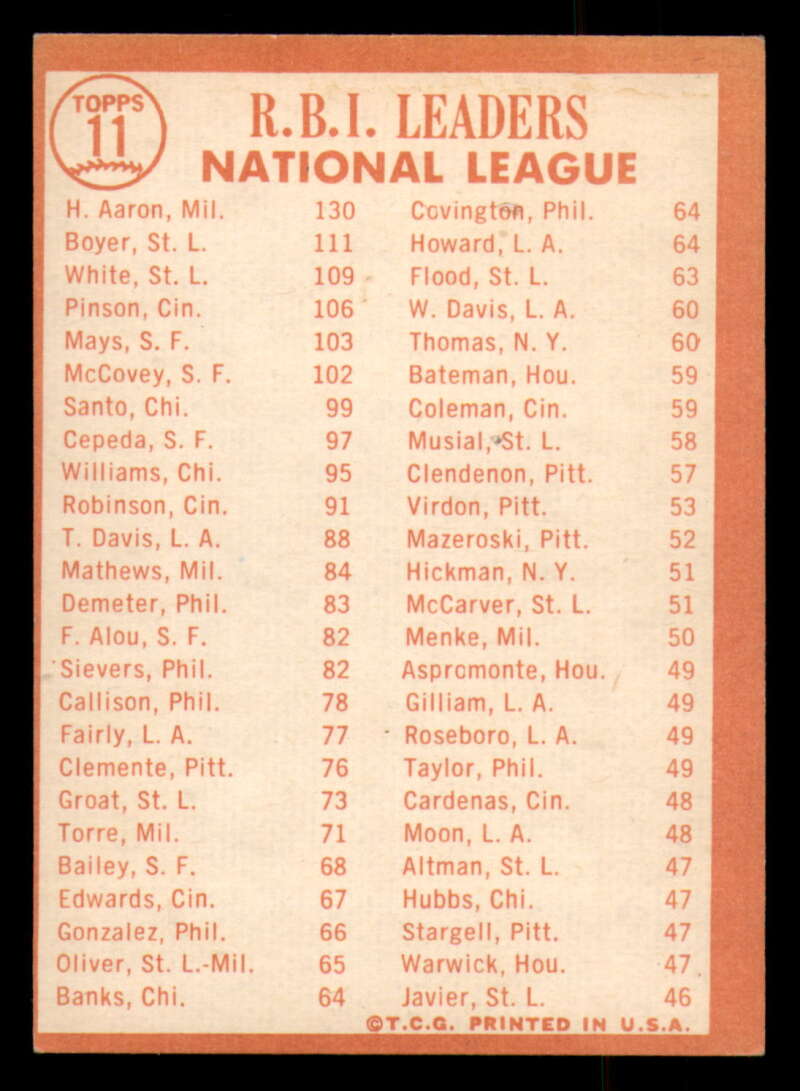 TOPPS
11
R.B.I. LEADERS
NATIONAL LEAGUE
H. Aaron, Mil. 130
Boyer, St. L. 111
White, St. L. 109
Pinson, Cin. 106
Mays, S. F. 103
McCovey, S. F. 102
Santo, Chi. 99
Cepeda, S. F. 97
Williams, Chi. 95
Robinson, Cin. 91
T. Davis, L. A. 88
Mathews, Mil. 84
Demeter, Phil. 83
F. Alou, S. F. 82
Sievers, Phil. 82
Callison, Phil. 78
Fairly, L. A. 77
Clemente, Pitt. 76
Groat, St. L. 73
Torre, Mil. 71
Bailey, S. F. 68
Edwards, Cin. 67
Gonzalez, Phil. 66
Oliver, St. L.-Mil. 65
Banks, Chi. 64
Covington, Phil. 64
Howard, L. A. 64
Flood, St. L. 63
W. Davis, L. A. 60
Thomas, N. Y. 60
Bateman, Hou. 59
Coleman, Cin. 59
Musial, St. L. 58
Clendenon, Pitt. 57
Virdon, Pitt. 53
Mazeroski, Pitt. 52
Hickman, N. Y. 51
McCarver, St. L. 51
Menke, Mil. 50
Aspromonte, Hou. 49
Gilliam, L. A. 49
Roseboro, L. A. 49
Taylor, Phil. 49
Cardenas, Cin. 48
Moon, L. A. 48
Altman, St. L. 47
Hubbs, Chi. 47
Stargell, Pitt. 47
Warwick, Hou. 47
Javier, St. L. 46
©T.C.G. PRINTED IN U.S.A.